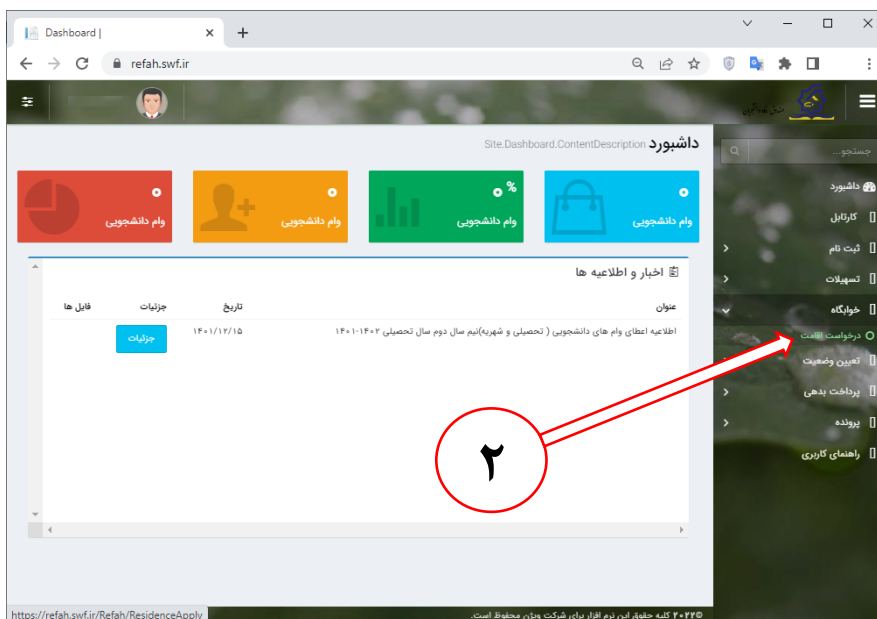 Dashboard |
refah.swf.ir
صندوق رفاه دانشجویان
جستجو...
داشبورد
کارتابل
ثبت نام
تسهیلات
خوابگاه
درخواست اقامت
تعیین وضعیت
پرداخت بدهی
پرونده
راهنمای کاربری
داشبورد Site.Dashboard.ContentDescription
۰
وام دانشجویی
۰%
وام دانشجویی
۰
وام دانشجویی
۰
وام دانشجویی
اخبار و اطلاعیه ها
عنوان تاریخ جزئیات فایل ها
اطلاعیه اعطای وام های دانشجویی ( تحصیلی و شهریه)نیم سال دوم سال تحصیلی ۱۴۰۲-۱۴۰۱ ۱۴۰۱/۱۲/۱۵ جزئیات
۲
©۲۰۲۲ کلیه حقوق این نرم افزار برای شرکت ویژن محفوظ است.
https://refah.swf.ir/Refah/ResidenceApply